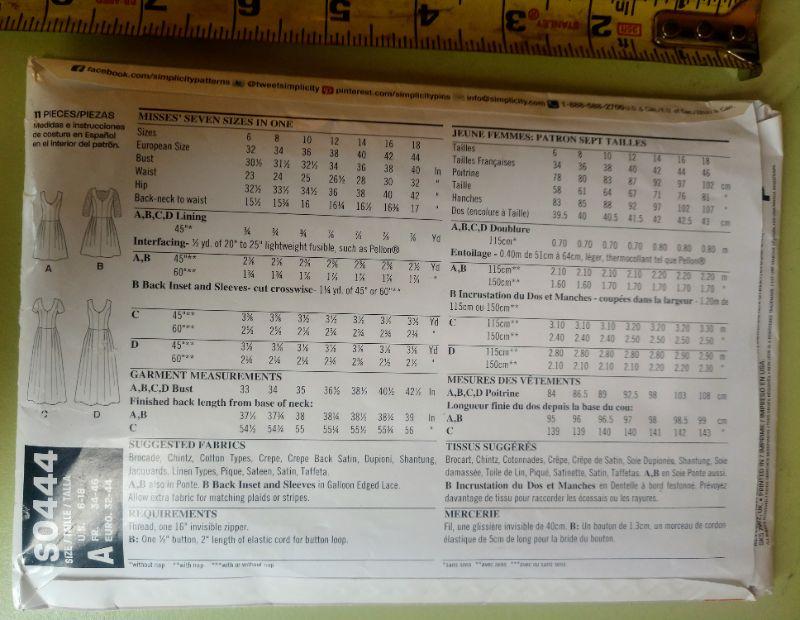 7 6 5 4 3 2
STANLEY
facebook.com/simplicitypatterns @tweetsimplicity pinterest.com/simplicitypins info@simplicity.com
11 PIECES/PIEZAS
Medidas e instrucciones
de costura en Español
en el interior del patrón.
A B
C D
S0444
SIZE / TAILLE / TALLA
A
U.S. 6-18
FR. 34-46
EURO. 32-44
MISSES' SEVEN SIZES IN ONE
Sizes 6 8 10 12 14 16 18
European Size 32 34 36 38 40 42 44
Bust 30½ 31½ 32½ 34 36 38 40 In
Waist 23 24 25 26½ 28 30 32 "
Hip 32½ 33½ 34½ 36 38 40 42 "
Back-neck to waist 15½ 15¾ 16 16¼ 16½ 16¾ 17 "
A,B,C,D Lining
45"*
Interfacing- ½ yd. of 20" to 25" lightweight fusible, such as Pellon®
A,B 45"**
60"***
B Back Inset and Sleeves- cut crosswise- 1¼ yd. of 45" or 60"**
C 45"***
60"***
D 45"***
60"***
GARMENT MEASUREMENTS
A,B,C,D Bust 33 34 35 36½ 38½ 40½ 42½ In
Finished back length from base of neck:
A,B 37½ 37¾ 38 38¼ 38½ 38¾ 39 In
C 54½ 54¾ 55 55¼ 55½ 55¾ 56 "
SUGGESTED FABRICS
Brocade, Chintz, Cotton Types, Crepe, Crepe Back Satin, Dupioni, Shantung,
Jacquards, Linen Types, Pique, Sateen, Satin, Taffeta.
A,B also in Ponte. B Back Inset and Sleeves in Galloon Edged Lace.
Allow extra fabric for matching plaids or stripes.
REQUIREMENTS
Thread, one 16" invisible zipper.
B: One ½" button, 2" length of elastic cord for button loop.
*without nap **with nap ***with or without nap
JEUNE FEMMES: PATRON SEPT TAILLES
Tailles 6 8 10 12 14 16 18
Tailles Françaises 34 36 38 40 42 44 46
Poitrine 78 80 83 87 92 97 102 cm
Taille 58 61 64 67 71 76 81 "
Hanches 83 85 88 92 97 102 107 "
Dos (encolure à Taille) 39.5 40 40.5 41.5 42 42.5 43 cm
A,B,C,D Doublure
115cm* 0.70 0.70 0.70 0.70 0.80 0.80 0.80 m
Entoilage - 0.40m de 51cm à 64cm, léger, thermocollant tel que Pellon®
A,B 115cm** 2.10 2.10 2.10 2.10 2.20 2.20 2.20 m
150cm** 1.60 1.60 1.70 1.70 1.70 1.70 1.70 "
B Incrustation du Dos et Manches - coupées dans la largeur - 1.20m de
115cm ou 150cm**
C 115cm** 3.10 3.10 3.10 3.20 3.20 3.20 3.30 m
150cm** 2.40 2.40 2.40 2.50 2.50 2.50 2.50 "
D 115cm** 2.80 2.80 2.80 2.80 2.80 2.90 2.90 m
150cm** 2.10 2.10 2.10 2.10 2.10 2.20 2.20 "
MESURES DES VÊTEMENTS
A,B,C,D Poitrine 84 86.5 89 92.5 98 103 108 cm
Longueur finie du dos depuis la base du cou:
A,B 95 96 96.5 97 98 98.5 99 cm
C 139 140 140 140 141 142 143 "
TISSUS SUGGÉRÉS
Brocart, Chintz, Cotonnades, Crêpe, Crêpe de Satin, Soie Dupionée, Shantung, Soie
damassée, Toile de Lin, Piqué, Satinette, Satin, Taffetas. A,B en Soie Ponte aussi.
B Incrustation du Dos et Manches en Dentelle à bord festonné. Prévoyez
davantage de tissu pour raccorder les écossais ou les rayures.
MERCERIE
Fil, une glissière invisible de 40cm. B: Un bouton de 1.3cm, un morceau de cordon
élastique de 5cm de long pour la bride du bouton.
*sans sens **avec sens ***avec ou sans sens